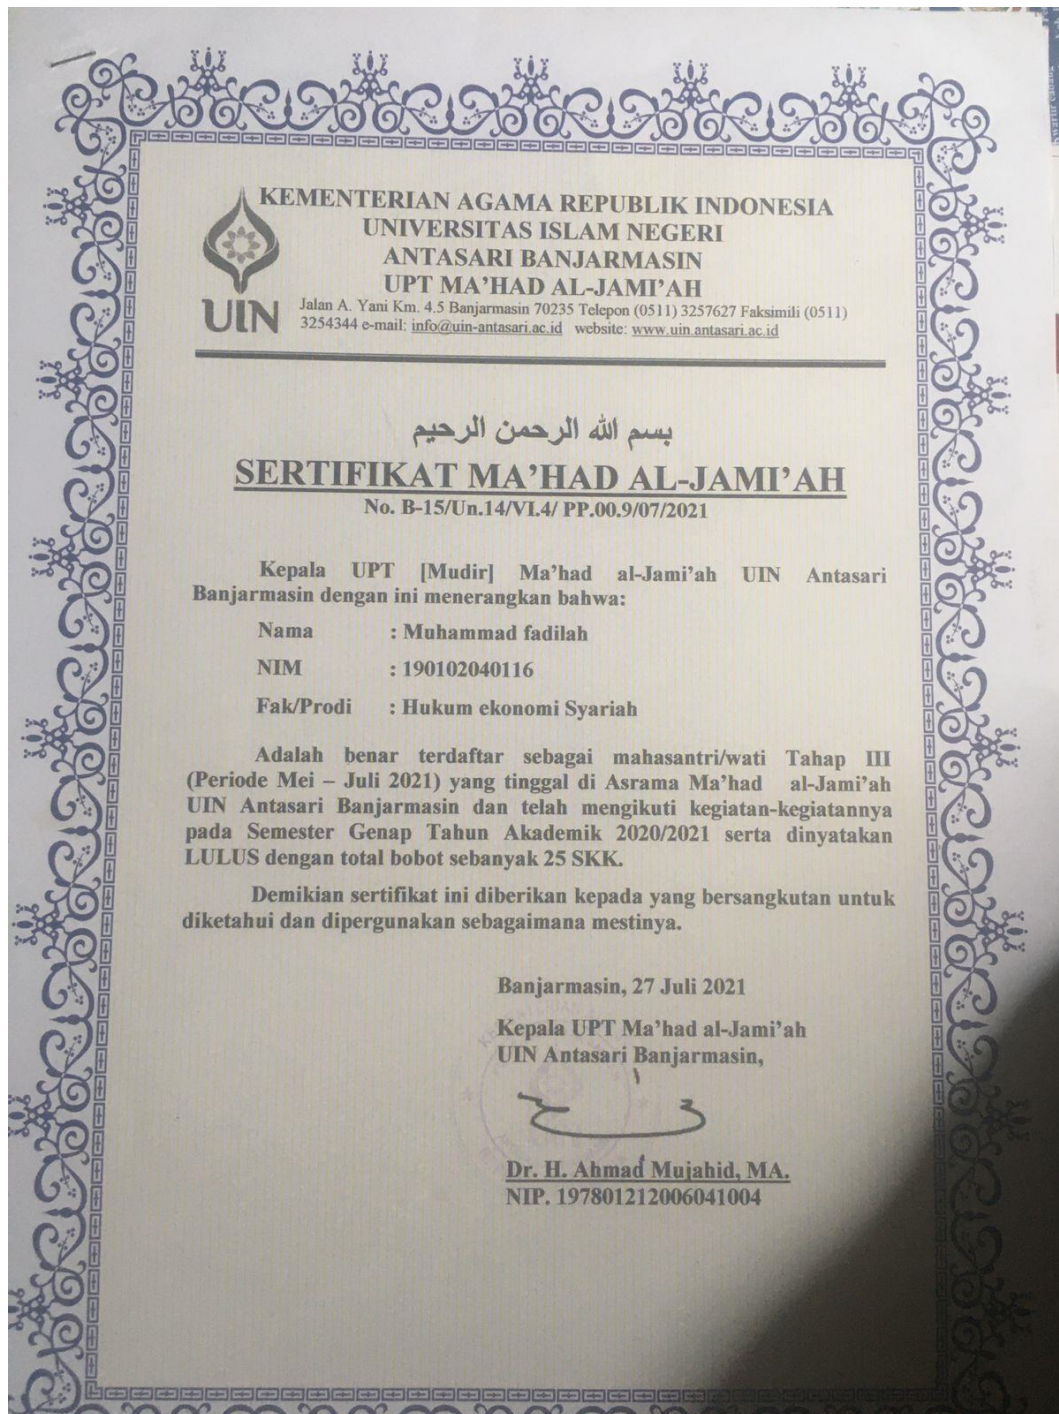 KEMENTERIAN AGAMA REPUBLIK INDONESIA
UNIVERSITAS ISLAM NEGERI
ANTASARI BANJARMASIN
UPT MA'HAD AL-JAMI'AH
UIN
Jalan A. Yani Km. 4.5 Banjarmasin 70235 Telepon (0511) 3257627 Faksimili (0511)
3254344 e-mail: info@uin-antasari.ac.id website: www.uin.antasari.ac.id
بسم الله الرحمن الرحيم
SERTIFIKAT MA'HAD AL-JAMI'AH
No. B-15/Un.14/VI.4/ PP.00.9/07/2021
Kepala UPT [Mudir] Ma'had al-Jami'ah UIN Antasari
Banjarmasin dengan ini menerangkan bahwa:
Nama : Muhammad fadilah
NIM : 190102040116
Fak/Prodi : Hukum ekonomi Syariah
Adalah benar terdaftar sebagai mahasantri/wati Tahap III
(Periode Mei – Juli 2021) yang tinggal di Asrama Ma'had al-Jami'ah
UIN Antasari Banjarmasin dan telah mengikuti kegiatan-kegiatannya
pada Semester Genap Tahun Akademik 2020/2021 serta dinyatakan
LULUS dengan total bobot sebanyak 25 SKK.
Demikian sertifikat ini diberikan kepada yang bersangkutan untuk
diketahui dan dipergunakan sebagaimana mestinya.
Banjarmasin, 27 Juli 2021
Kepala UPT Ma'had al-Jami'ah
UIN Antasari Banjarmasin,
Dr. H. Ahmad Mujahid, MA.
NIP. 197801212006041004